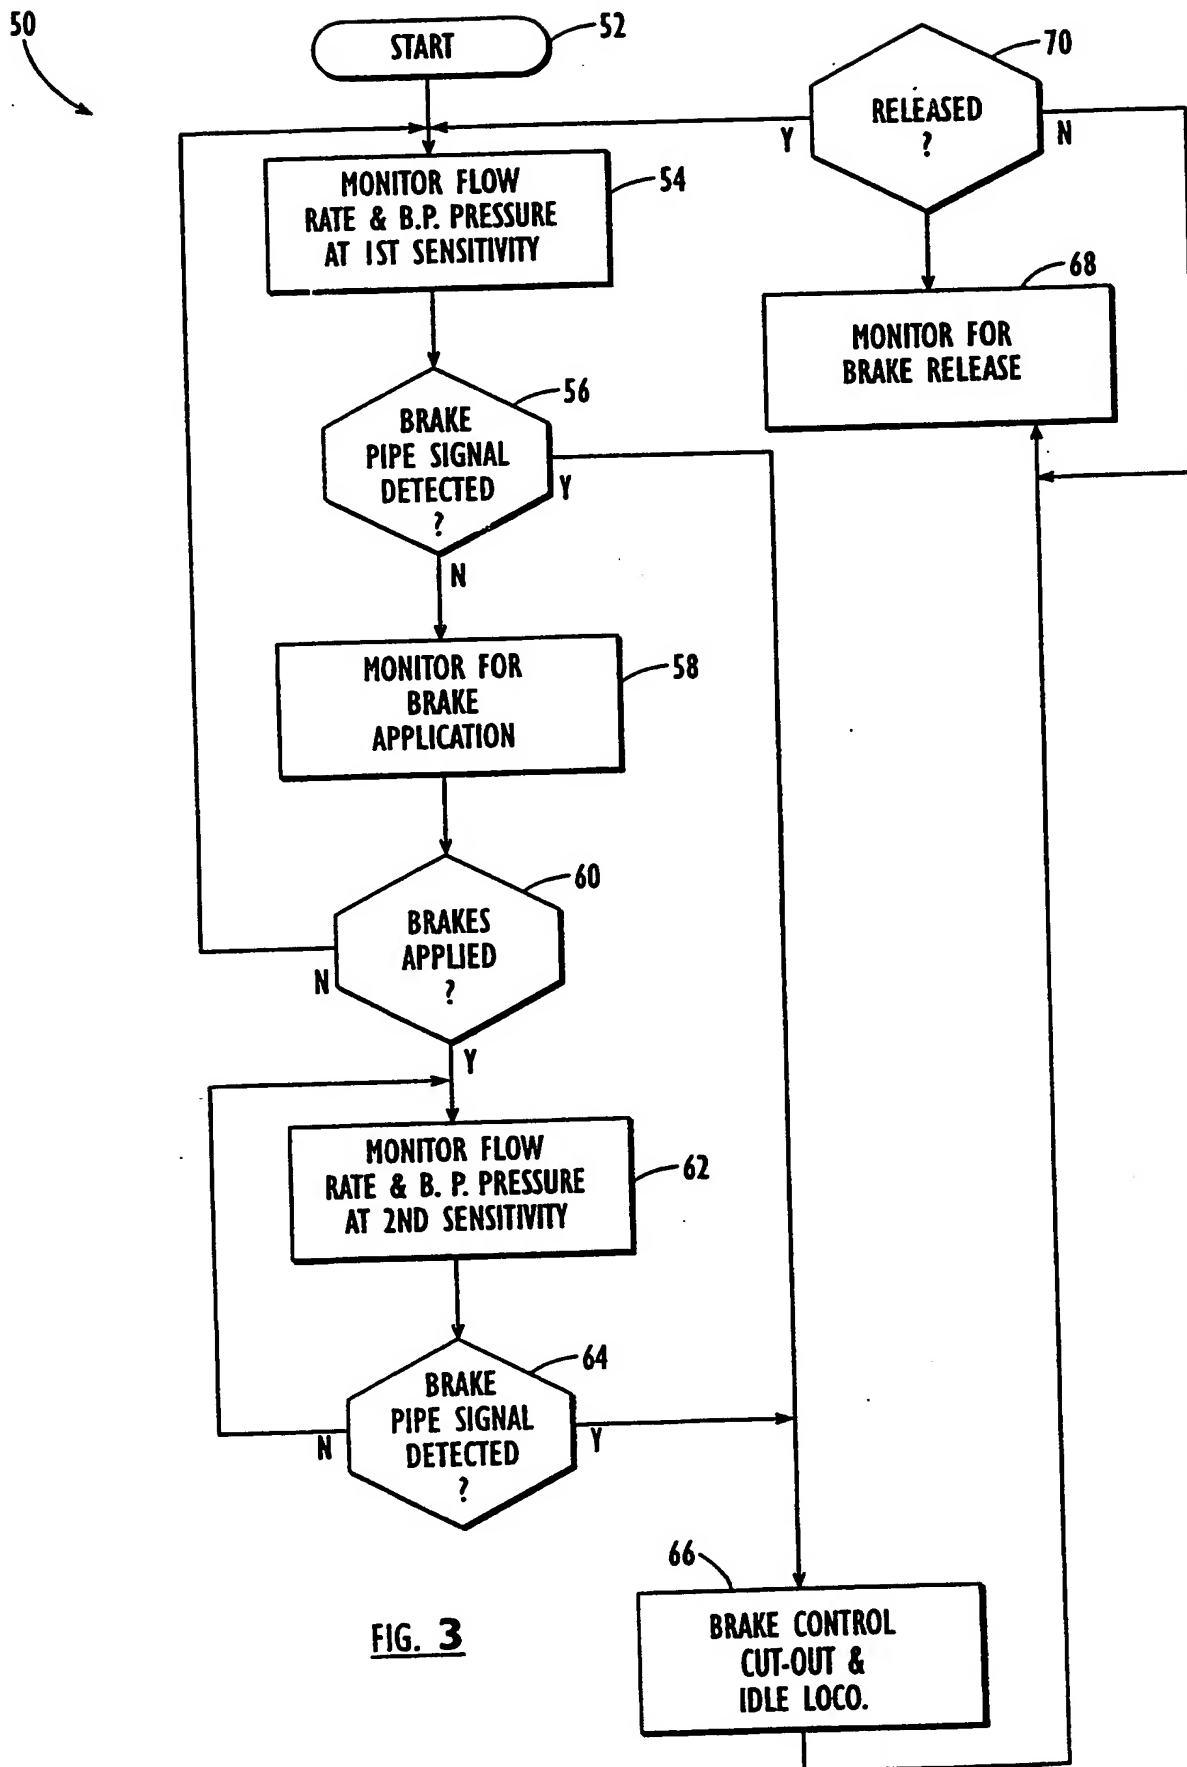 50
START
52
RELEASED
?
70
Y
N
MONITOR FLOW
RATE & B.P. PRESSURE
AT 1ST SENSITIVITY
54
MONITOR FOR
BRAKE RELEASE
68
BRAKE
PIPE SIGNAL
DETECTED
?
56
Y
N
MONITOR FOR
BRAKE
APPLICATION
58
BRAKES
APPLIED
?
60
N
Y
MONITOR FLOW
RATE & B. P. PRESSURE
AT 2ND SENSITIVITY
62
BRAKE
PIPE SIGNAL
DETECTED
?
64
N
Y
66
BRAKE CONTROL
CUT-OUT &
IDLE LOCO.
FIG. 3